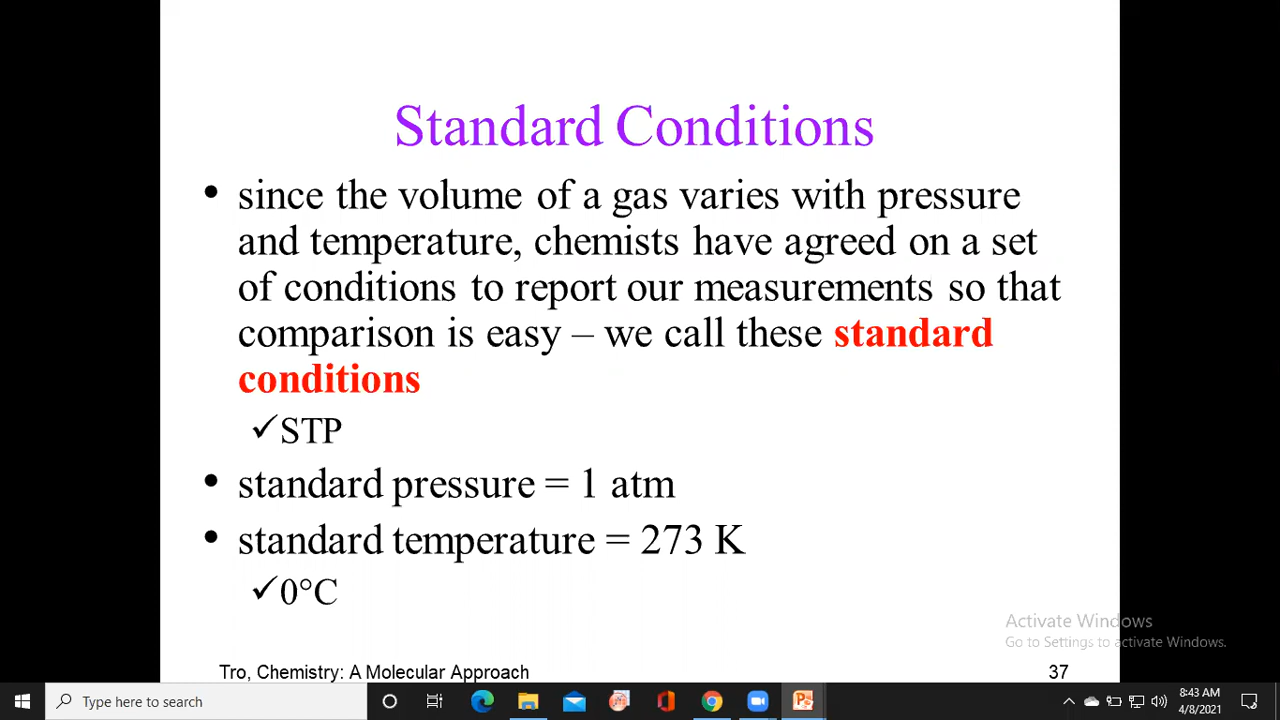 Standard Conditions
• since the volume of a gas varies with pressure
and temperature, chemists have agreed on a set
of conditions to report our measurements so that
comparison is easy – we call these standard
conditions
✓STP
• standard pressure = 1 atm
• standard temperature = 273 K
✓0°C
Activate Windows
Go to Settings to activate Windows.
Tro, Chemistry: A Molecular Approach
37
Type here to search
8:43 AM
4/8/2021